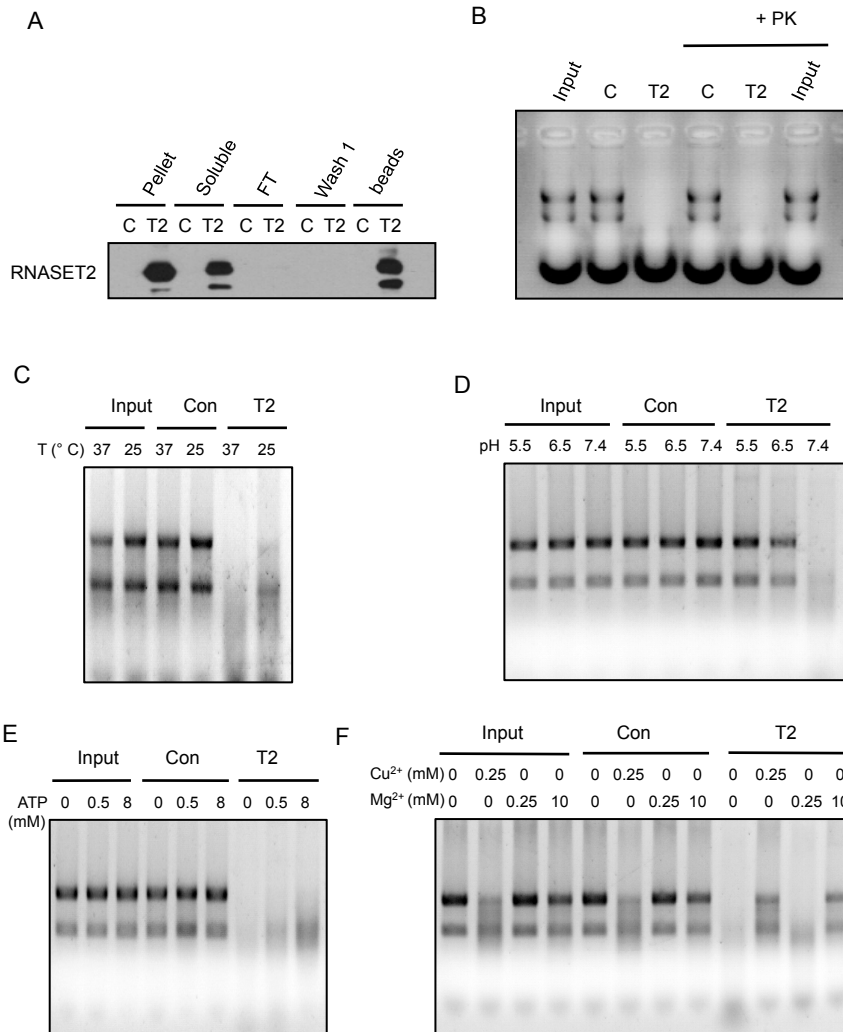 A
Pellet Soluble FT Wash 1 beads
C T2 C T2 C T2 C T2 C T2
RNASET2
B
+ PK
Input C T2 C T2 Input
C
Input Con T2
T (° C) 37 25 37 25 37 25
D
Input Con T2
pH 5.5 6.5 7.4 5.5 6.5 7.4 5.5 6.5 7.4
E
Input Con T2
ATP 0 0.5 8 0 0.5 8 0 0.5 8
(mM)
F
Input Con T2
Cu²⁺ (mM) 0 0.25 0 0 0 0.25 0 0 0 0.25 0 0
Mg²⁺ (mM) 0 0 0.25 10 0 0 0.25 10 0 0 0.25 10